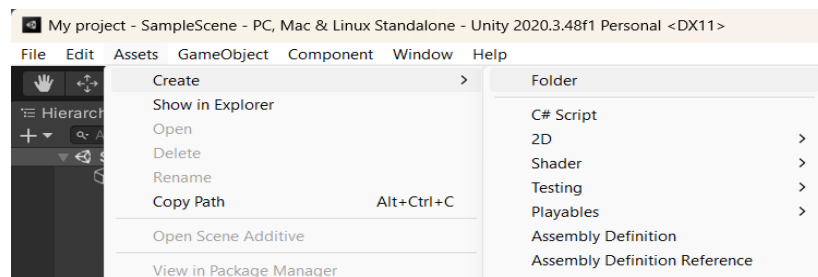 My project - SampleScene - PC, Mac & Linux Standalone - Unity 2020.3.48f1 Personal <DX11>
File Edit Assets GameObject Component Window Help
Create > Folder
Show in Explorer
Hierarch
C# Script
Open
2D >
Delete
Shader >
Rename
Testing >
Copy Path Alt+Ctrl+C
Playables >
Open Scene Additive
Assembly Definition
View in Package Manager
Assembly Definition Reference